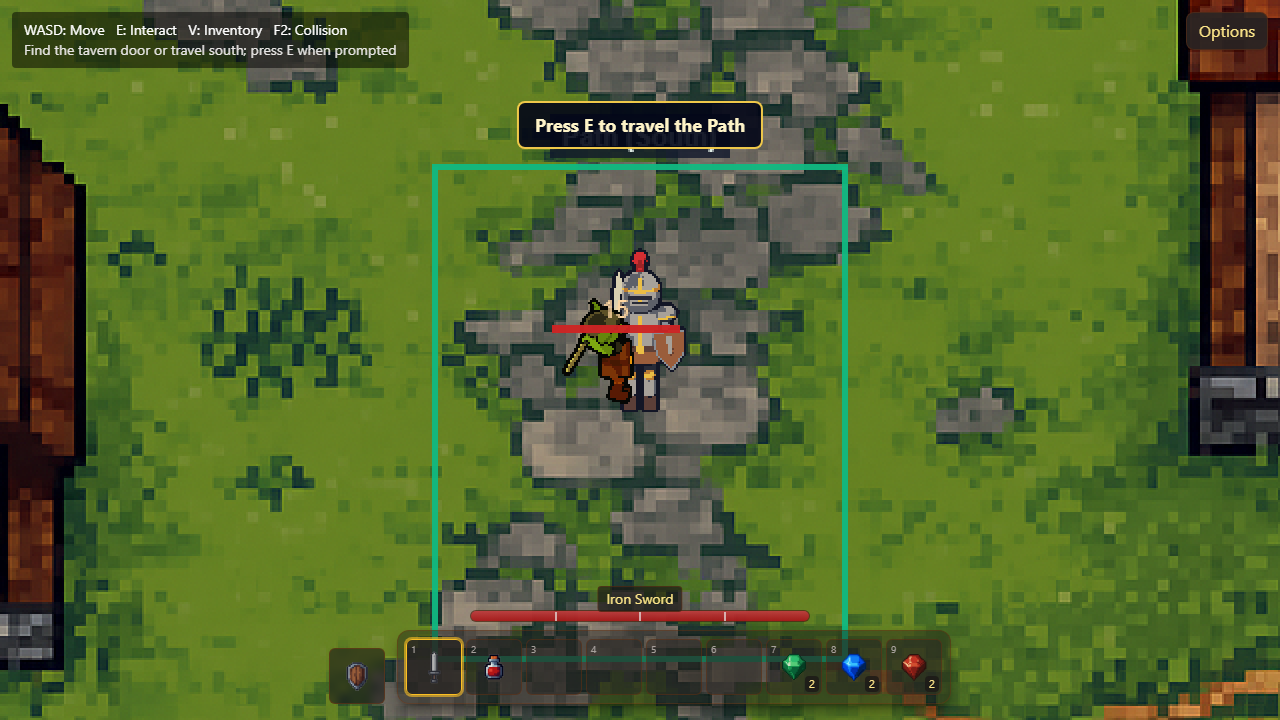 WASD: Move E: Interact V: Inventory F2: Collision
Find the tavern door or travel south; press E when prompted
Options
Press E to travel the Path
Iron Sword
1
2
3
4
5
6
7
8
9
2
2
2